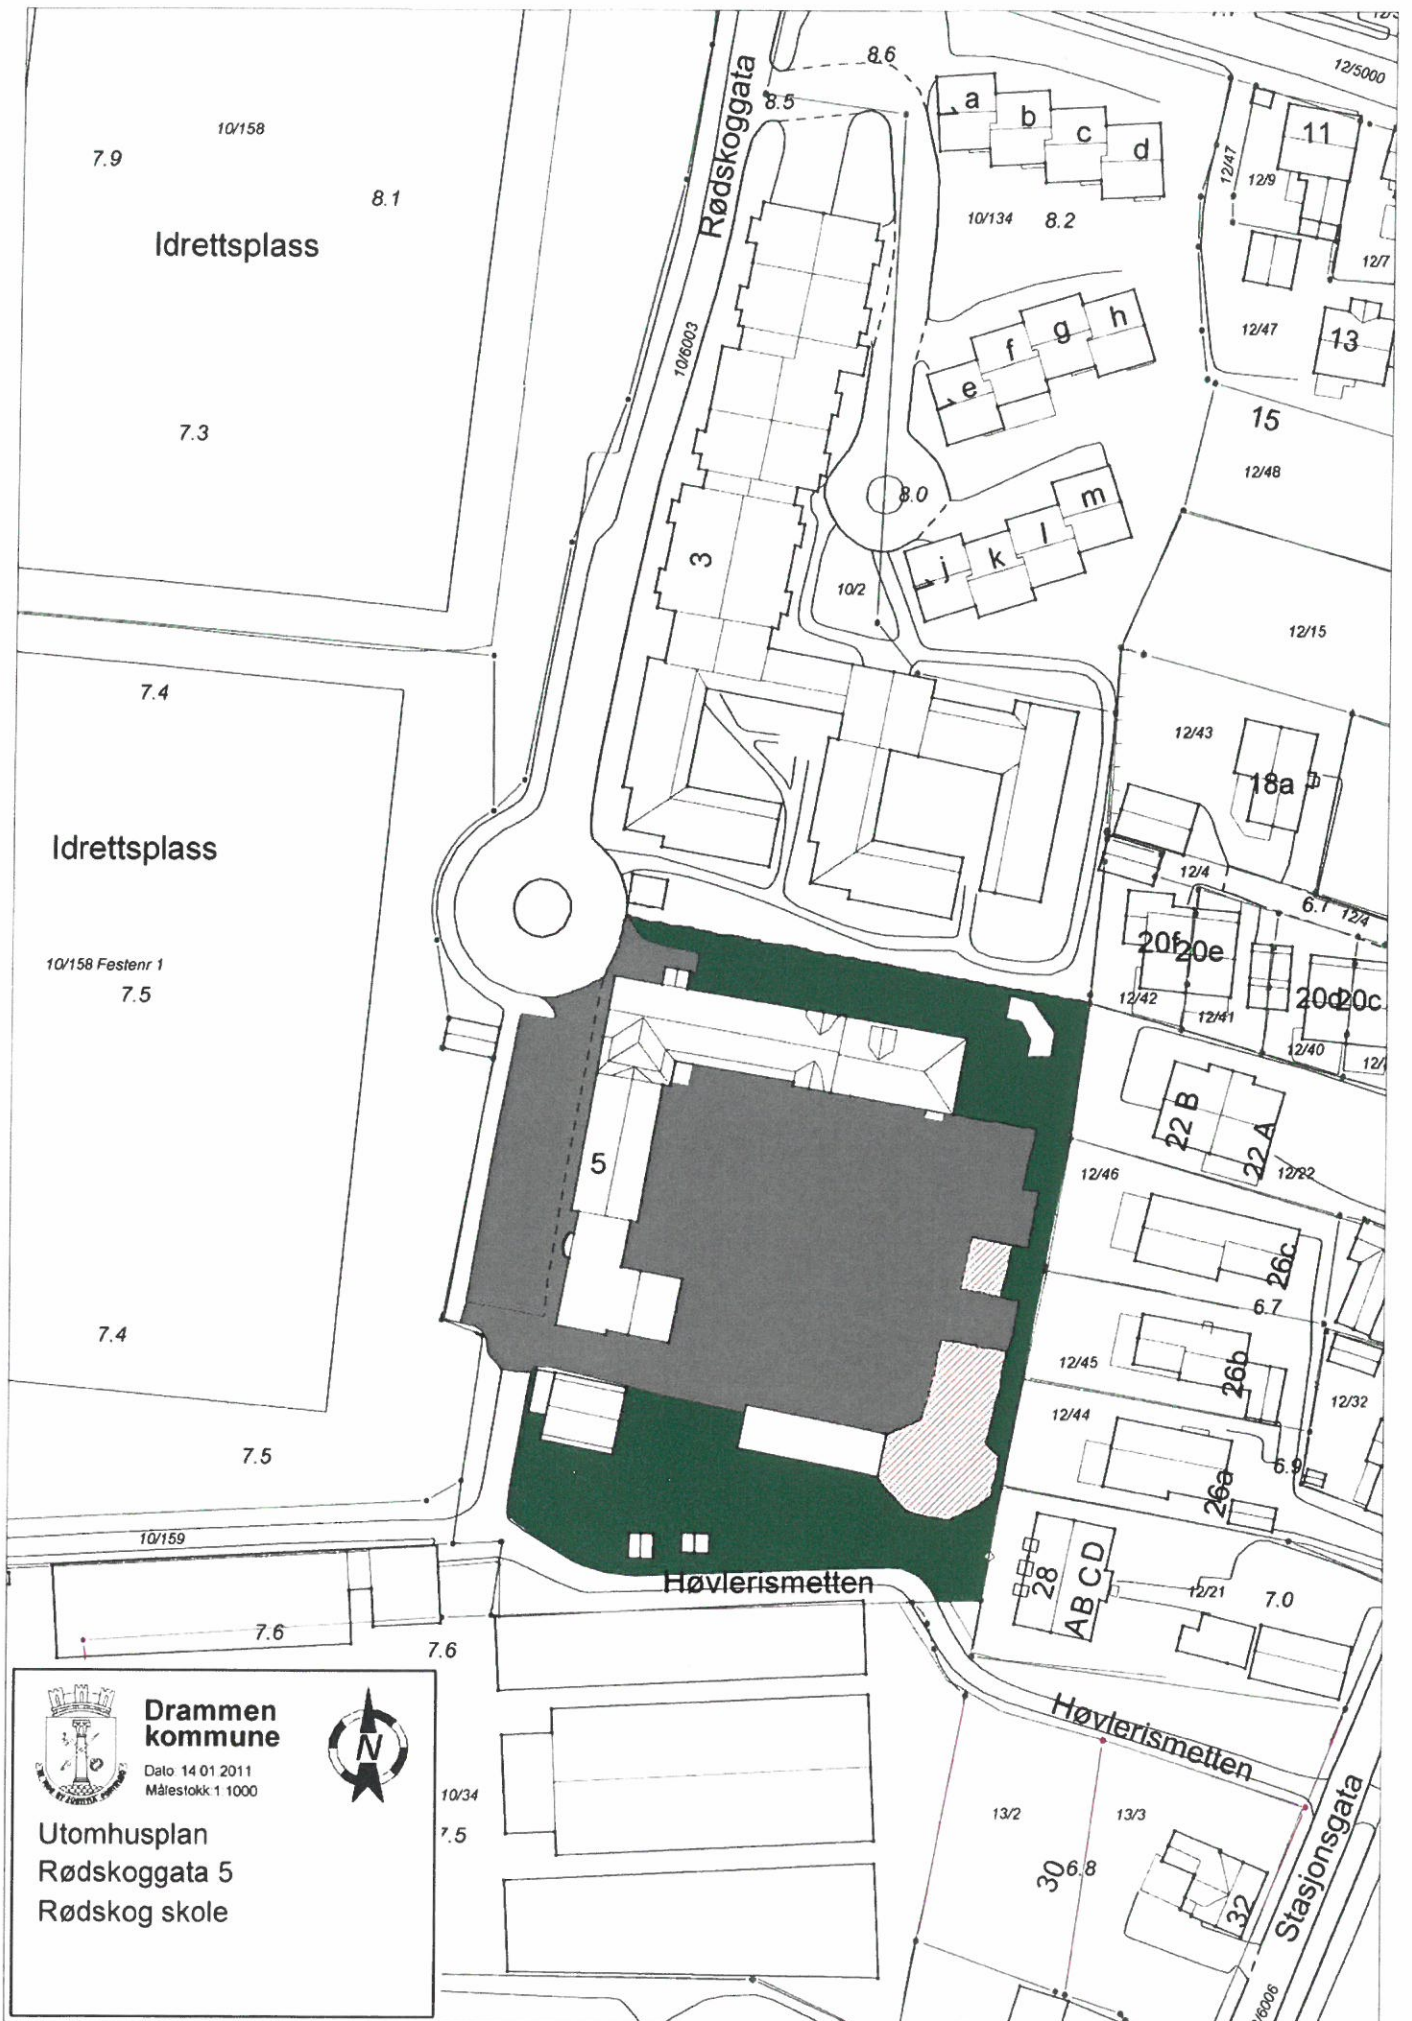 12/5000
8.6
Rødskoggata
8.5
a
b
c
d
11
10/158
7.9
8.1
12/47
12/9
10/134
8.2
Idrettsplass
12/7
10/6003
12/47
13
h
g
f
e
7.3
15
12/48
8.0
m
l
k
j
3
10/2
12/15
7.4
12/43
18a
Idrettsplass
12/4
6.7
12/4
20f
20e
10/158 Festenr 1
7.5
12/42
12/41
20d
20c
12/40
22 B
22 A
5
12/46
12/22
26c
6.7
7.4
12/45
26b
12/32
12/44
7.5
6.9
26a
10/159
Høvlerismetten
28
AB CD
12/21
7.0
7.6
7.6
Drammen
kommune
N
Dato: 14.01.2011
Målestokk:1:1000
Utomhusplan
Rødskoggata 5
Rødskog skole
10/34
7.5
Høvlerismetten
13/2
13/3
30
6.8
32
Stasjonsgata